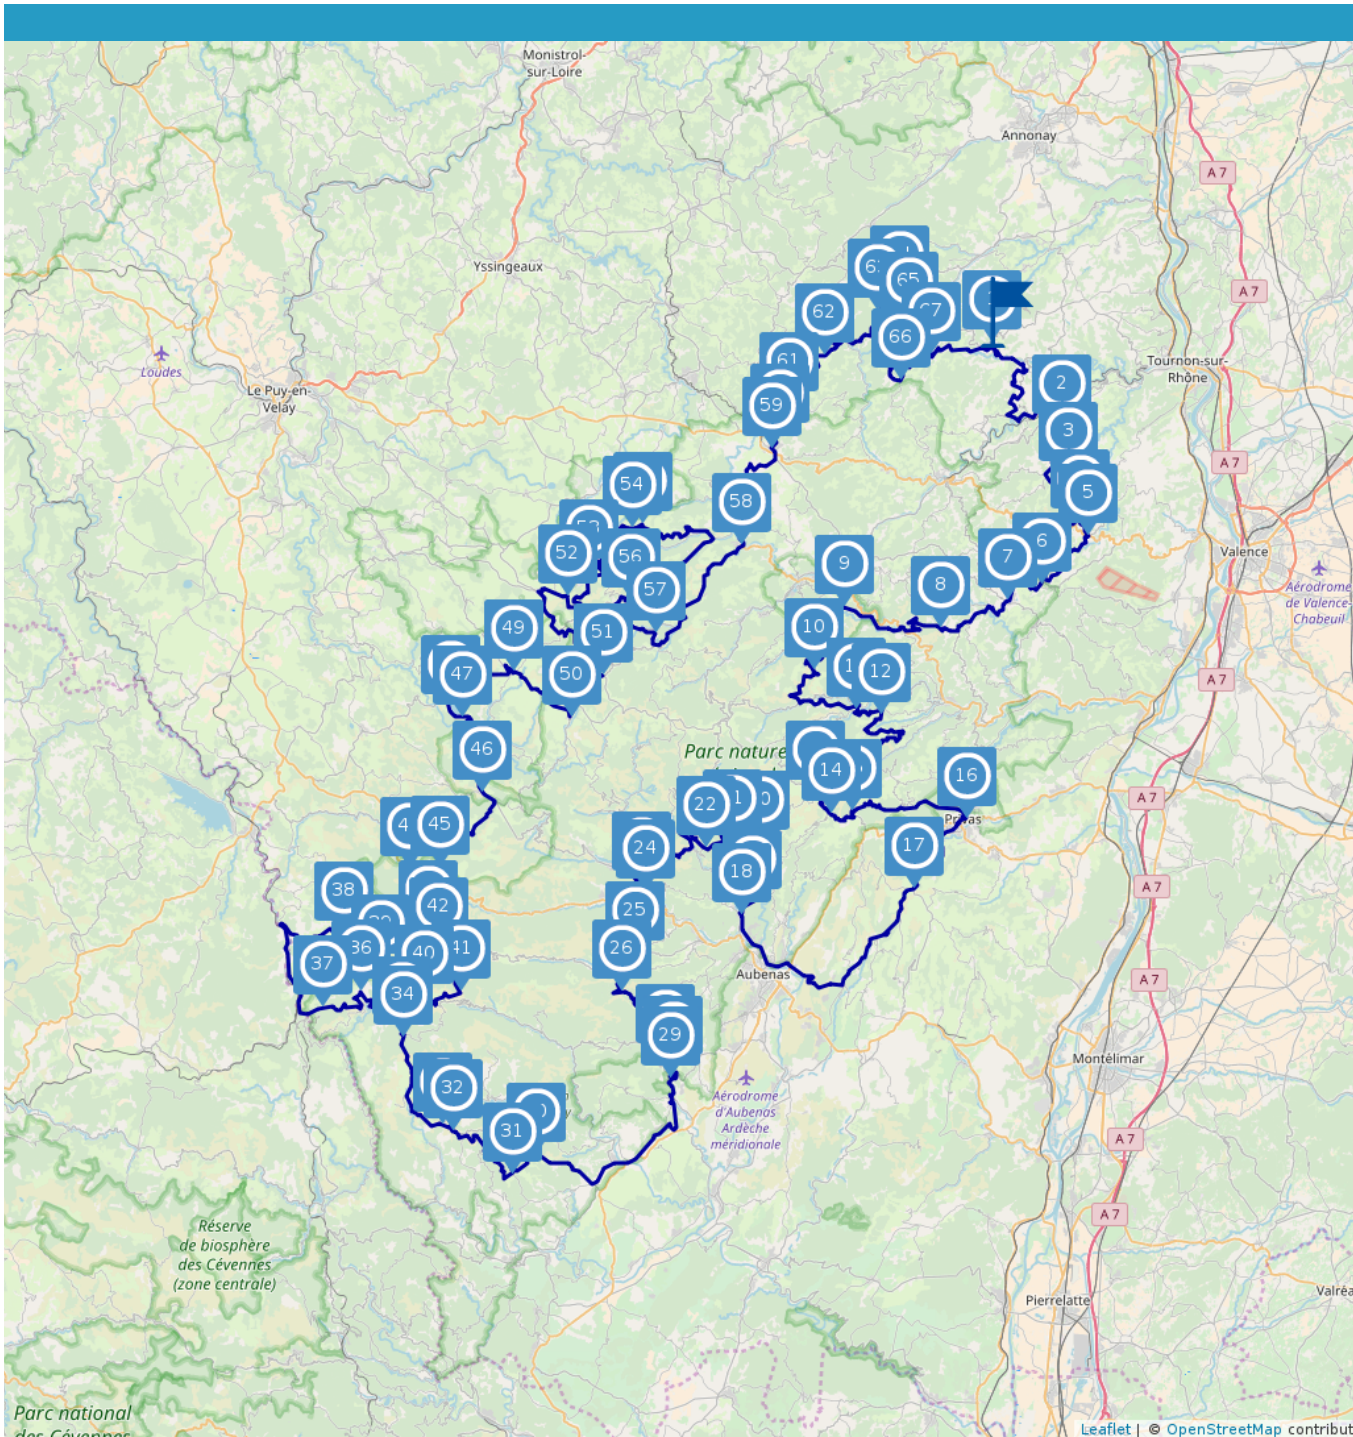 Monistrol-
sur-Loire
Annonay
A 7
Yssingeaux
65
A 7
62
67
66
Loudes
61
Tournon-sur-
Rhône
2
Le Puy-en-
Velay
59
3
A 7
54
5
58
6
52
56
7
Valence
9
57
8
Aérodrome
de Valence-
Chabeuil
49
51
10
47
50
12
A 7
46
Parc nature
14
16
22
A 7
45
Privas
24
17
18
38
A 7
42
25
36
40
41
26
37
Aubenas
A 7
34
29
Montélimar
32
Aérodrome
d'Aubenas
Ardèche
méridionale
31
A 7
A 7
Réserve
de biosphère
des Cévennes
(zone centrale)
Pierrelatte
Valréa
Parc national
des Cévennes
Leaflet | © OpenStreetMap contribut